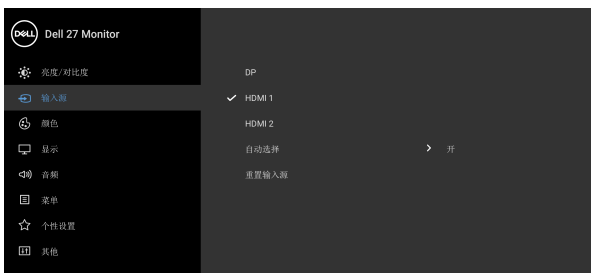 DELL Dell 27 Monitor
亮度/对比度
DP
输入源
HDMI 1
颜色
HDMI 2
显示
自动选择 开
音频
重置输入源
菜单
个性设置
其他